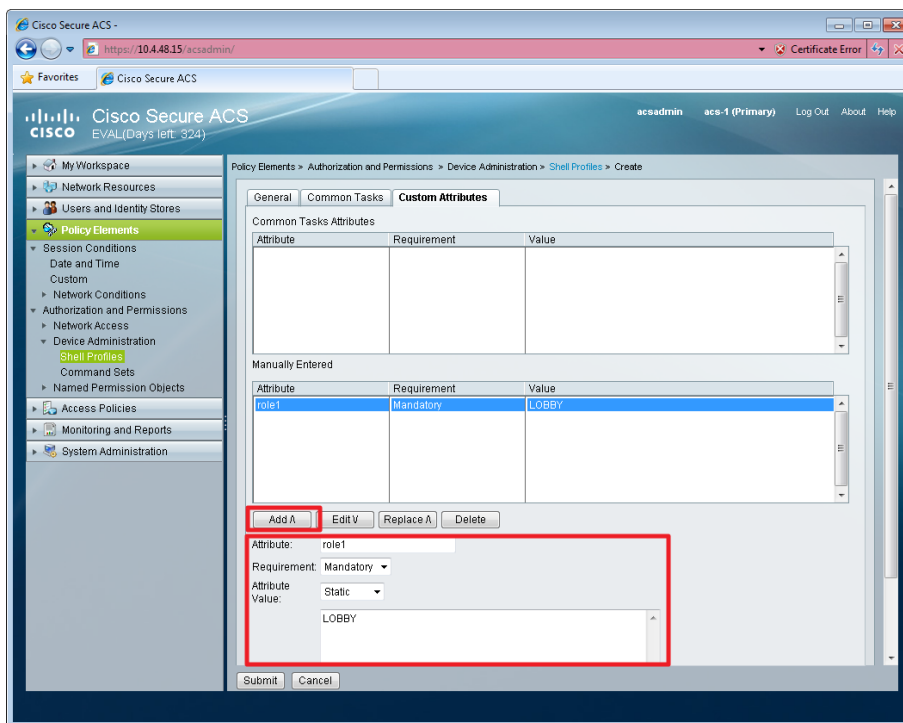 Cisco Secure ACS -
https://10.4.48.15/acsadmin/
Certificate Error
Favorites
Cisco Secure ACS
CISCO
Cisco Secure ACS
EVAL(Days left: 324)
acsadmin acs-1 (Primary) Log Out About Help
My Workspace
Network Resources
Users and Identity Stores
Policy Elements
Session Conditions
Date and Time
Custom
Network Conditions
Authorization and Permissions
Network Access
Device Administration
Shell Profiles
Command Sets
Named Permission Objects
Access Policies
Monitoring and Reports
System Administration
Policy Elements > Authorization and Permissions > Device Administration > Shell Profiles > Create
General Common Tasks Custom Attributes
Common Tasks Attributes
Attribute Requirement Value
Manually Entered
Attribute Requirement Value
role1 Mandatory LOBBY
Add Λ Edit V Replace Λ Delete
Attribute: role1
Requirement: Mandatory
Attribute
Value:
Static
LOBBY
Submit Cancel